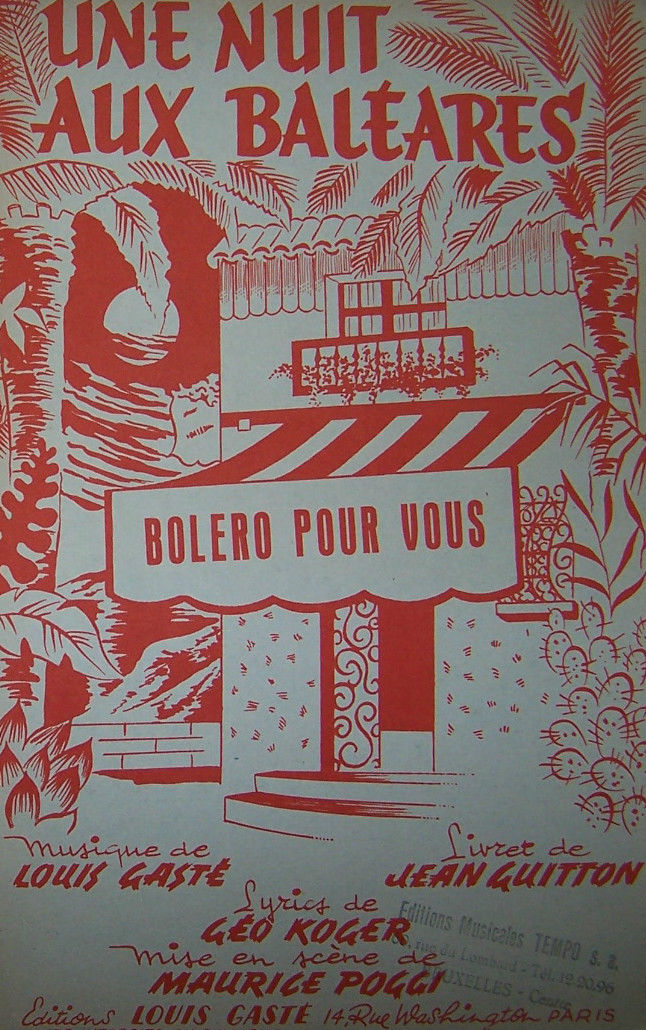 UNE NUIT
AUX BALÉARES
BOLERO POUR VOUS
Musique de
LOUIS GASTÉ
Livret de
JEAN GUITTON
Lyrics de
GÉO KOGER
Mise en scène de
MAURICE POGGI
Editions Musicales TEMPO S. a.
rue du Lombard - Tél. 12.20.96
BRUXELLES - Centre
Editions LOUIS GASTÉ 14, Rue Washington PARIS